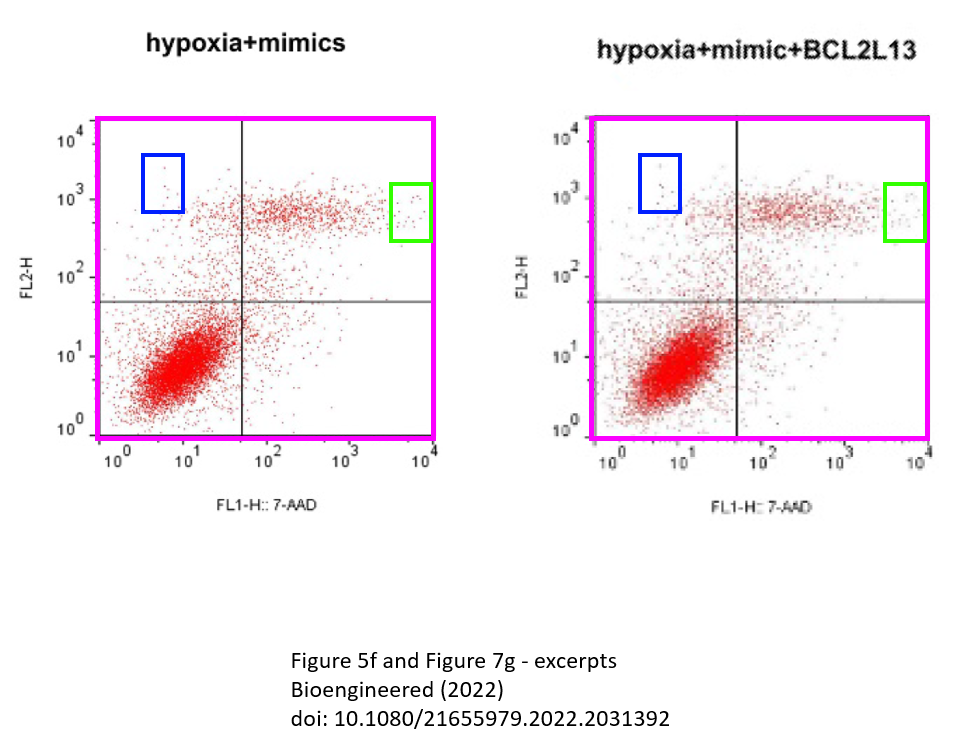 hypoxia+mimics
hypoxia+mimic+BCL2L13
10^4
10^3
10^2
10^1
10^0
FL2-H
10^0 10^1 10^2 10^3 10^4
FL1-H:: 7-AAD
10^4
10^3
10^2
10^1
10^0
FL2-H
10^0 10^1 10^2 10^3 10^4
FL1-H:: 7-AAD
Figure 5f and Figure 7g - excerpts
Bioengineered (2022)
doi: 10.1080/21655979.2022.2031392